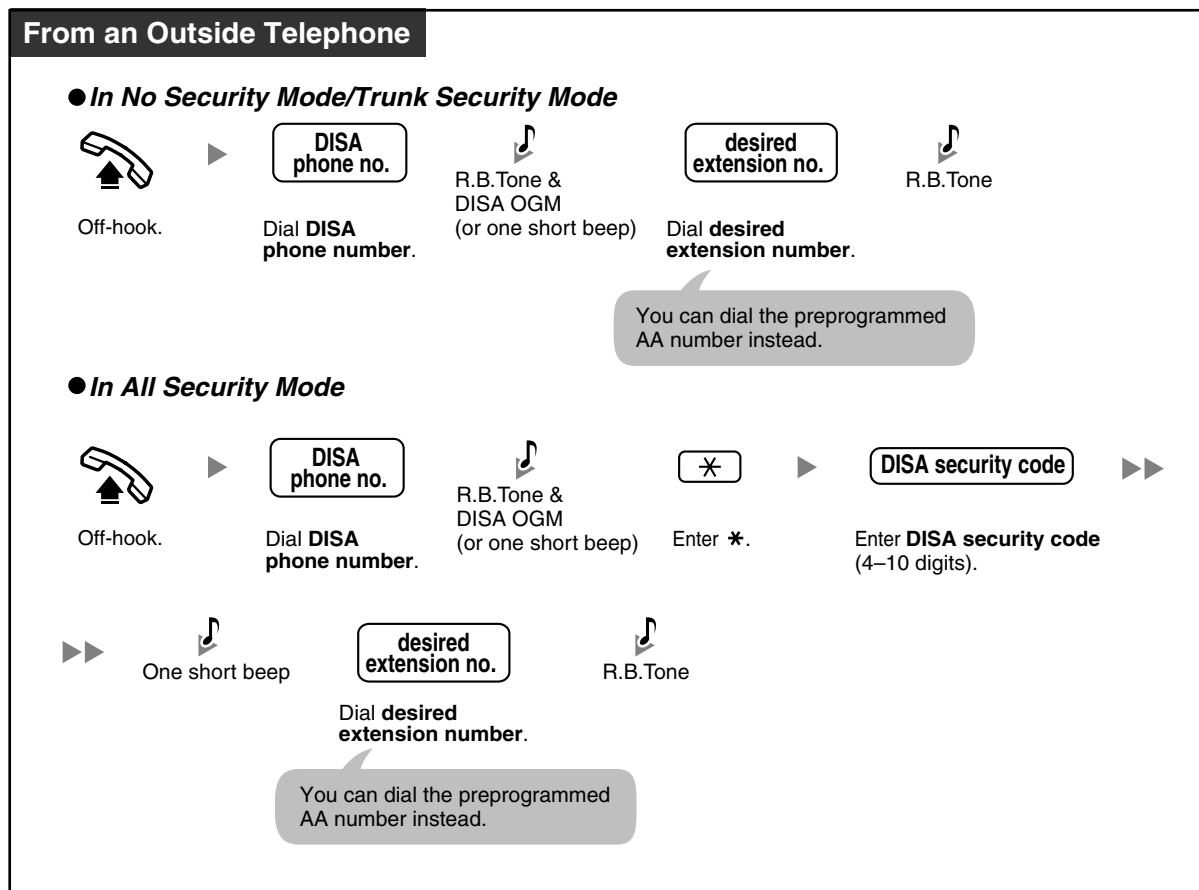 From an Outside Telephone
●In No Security Mode/Trunk Security Mode
DISA
phone no.
desired
extension no.
R.B.Tone &
DISA OGM
(or one short beep)
R.B.Tone
Off-hook.
Dial DISA
phone number.
Dial desired
extension number.
You can dial the preprogrammed
AA number instead.
●In All Security Mode
DISA
phone no.
R.B.Tone &
DISA OGM
(or one short beep)
*
DISA security code
Off-hook.
Dial DISA
phone number.
Enter *.
Enter DISA security code
(4–10 digits).
One short beep
desired
extension no.
R.B.Tone
Dial desired
extension number.
You can dial the preprogrammed
AA number instead.